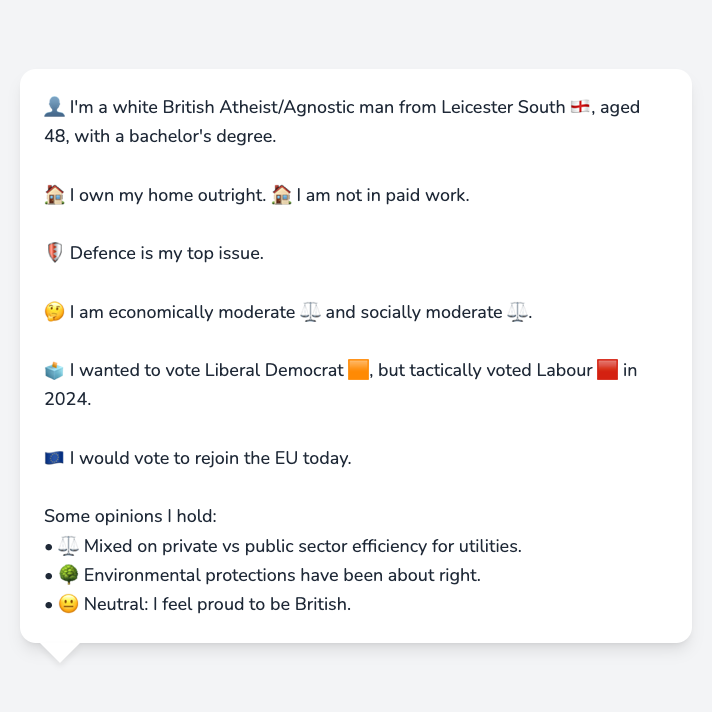 👤 I'm a white British Atheist/Agnostic man from Leicester South 🏴󠁧󠁢󠁥󠁮󠁧󠁿, aged
48, with a bachelor's degree.
🏠 I own my home outright. 🏠 I am not in paid work.
🛡️ Defence is my top issue.
🤔 I am economically moderate ⚖️ and socially moderate ⚖️.
🗳️ I wanted to vote Liberal Democrat 🟧, but tactically voted Labour 🟥 in
2024.
🇪🇺 I would vote to rejoin the EU today.
Some opinions I hold:
• ⚖️ Mixed on private vs public sector efficiency for utilities.
• 🌳 Environmental protections have been about right.
• 😐 Neutral: I feel proud to be British.